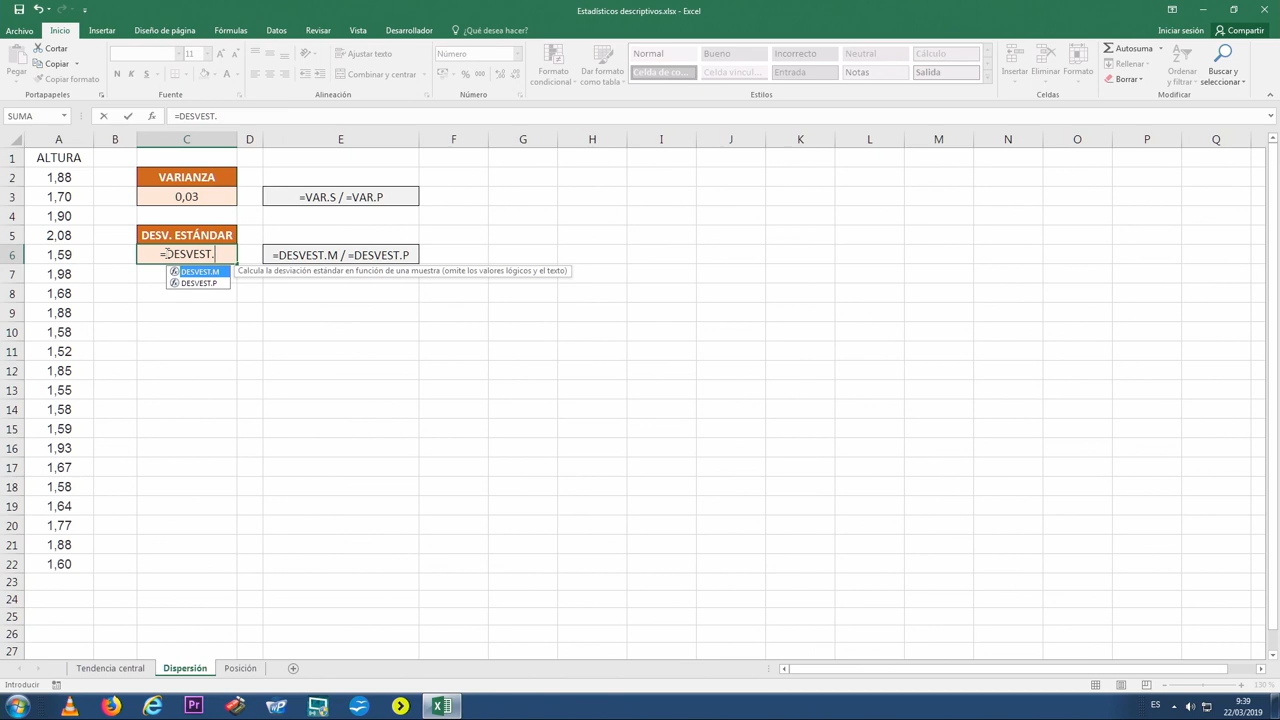 Estadísticos descriptivos.xlsx - Excel
Archivo Inicio Insertar Diseño de página Fórmulas Datos Revisar Vista Desarrollador ¿Qué desea hacer? Iniciar sesión Compartir
Pegar
Cortar
Copiar
Copiar formato
Portapapeles
11
N K S
Fuente
Ajustar texto
Combinar y centrar
Alineación
Número
% 000
Número
Formato condicional
Dar formato como tabla
Normal Bueno Incorrecto Neutral Cálculo
Celda de co... Celda vincul... Entrada Notas Salida
Estilos
Insertar Eliminar Formato
Celdas
Autosuma
Rellenar
Borrar
Ordenar y filtrar
Buscar y seleccionar
Modificar
SUMA fx =DESVEST.
A B C D E F G H I J K L M N O P Q
1 ALTURA
2 1,88 VARIANZA
3 1,70 0,03 =VAR.S / =VAR.P
4 1,90
5 2,08 DESV. ESTÁNDAR
6 1,59 =DESVEST. =DESVEST.M / =DESVEST.P
DESVEST.M Calcula la desviación estándar en función de una muestra (omite los valores lógicos y el texto)
DESVEST.P
7 1,98
8 1,68
9 1,88
10 1,58
11 1,52
12 1,85
13 1,55
14 1,58
15 1,59
16 1,93
17 1,67
18 1,58
19 1,64
20 1,77
21 1,88
22 1,60
23
24
25
26
27
Tendencia central Dispersión Posición
Introducir 130 %
Pr WP ES 9:39
22/03/2019